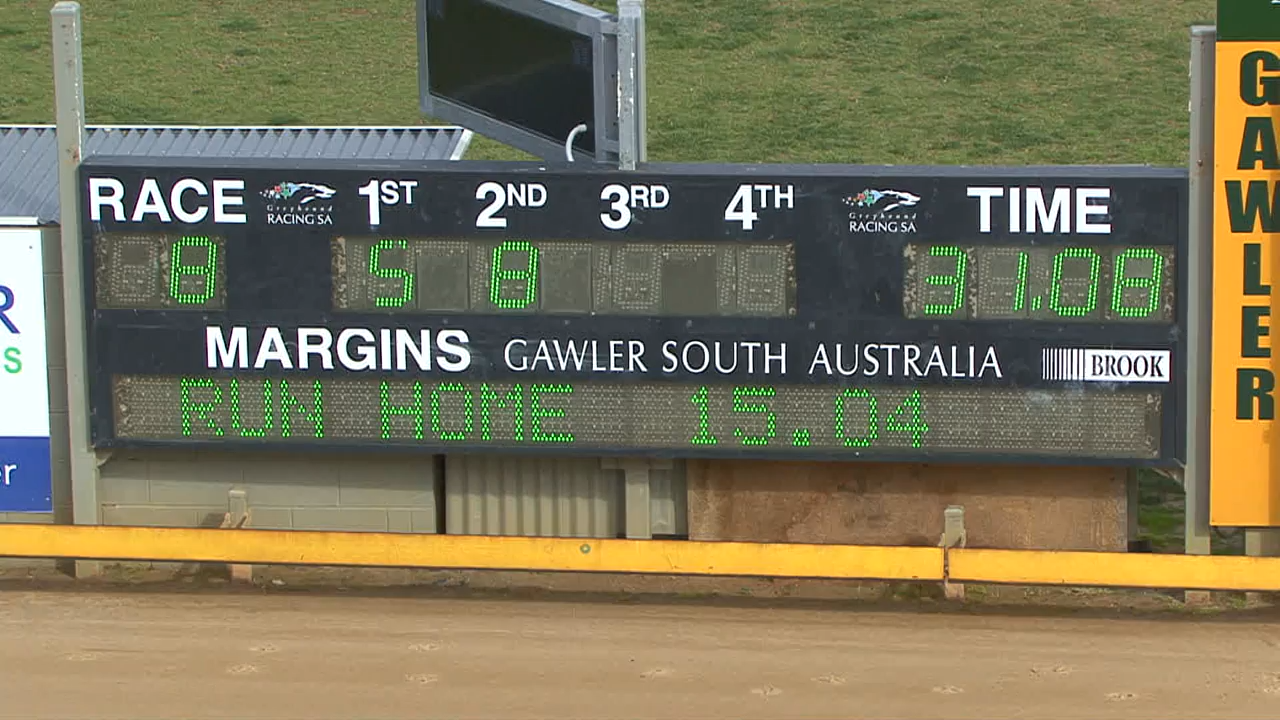 RACE Greyhound RACING SA 1ST 2ND 3RD 4TH Greyhound RACING SA TIME
8 5 8 31.08
MARGINS GAWLER SOUTH AUSTRALIA BROOK
RUN HOME 15.04
GAWLER
R
S
er